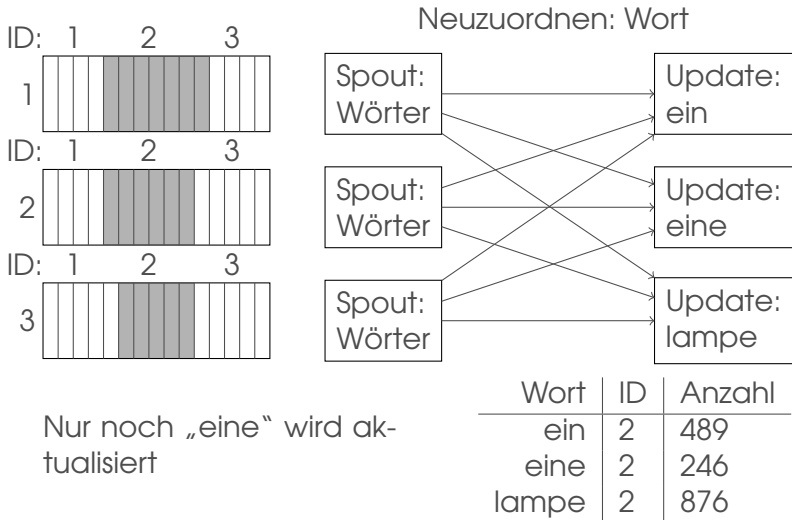 Neuzuordnen: Wort
ID: 1 2 3
1
ID: 1 2 3
2
ID: 1 2 3
3
Spout:
Wörter
Spout:
Wörter
Spout:
Wörter
Update:
ein
Update:
eine
Update:
lampe
Nur noch „eine“ wird ak-
tualisiert
Wort ID Anzahl
ein 2 489
eine 2 246
lampe 2 876